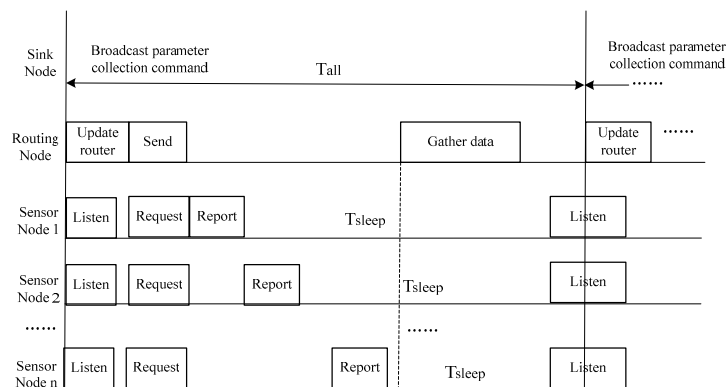 Sink
Node
Broadcast parameter
collection command
Tall
Broadcast parameter
collection command
......
Routing
Node
Update
router
Send
Gather data
Update
router
......
Sensor
Node 1
Listen
Request
Report
Tsleep
Listen
Sensor
Node 2
Listen
Request
Report
Tsleep
Listen
......
......
Sensor
Node n
Listen
Request
Report
Tsleep
Listen